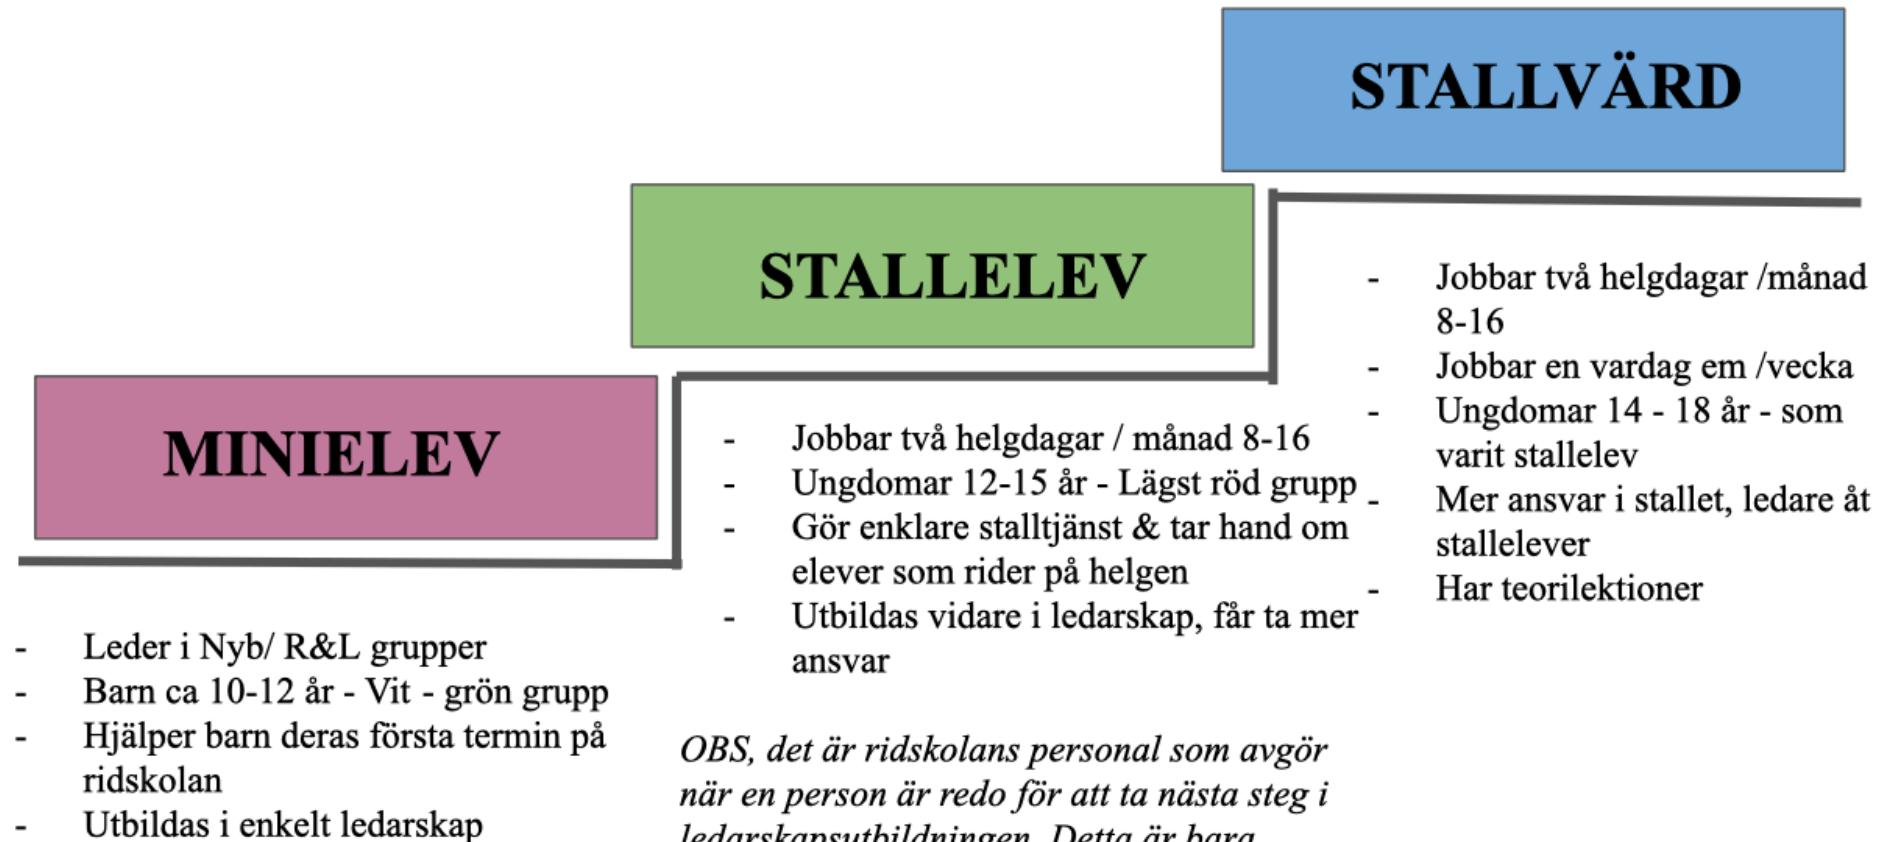 STALLVÄRD
- Jobbar två helgdagar /månad
8-16
- Jobbar en vardag em /vecka
- Ungdomar 14 - 18 år - som
varit stallelev
- Mer ansvar i stallet, ledare åt
stallelever
- Har teorilektioner
STALLELEV
- Jobbar två helgdagar / månad 8-16
- Ungdomar 12-15 år - Lägst röd grupp
- Gör enklare stalltjänst & tar hand om
elever som rider på helgen
- Utbildas vidare i ledarskap, får ta mer
ansvar
MINIELEV
- Leder i Nyb/ R&L grupper
- Barn ca 10-12 år - Vit - grön grupp
- Hjälper barn deras första termin på
ridskolan
- Utbildas i enkelt ledarskap
OBS, det är ridskolans personal som avgör
när en person är redo för att ta nästa steg i
ledarskapsutbildningen. Detta är bara